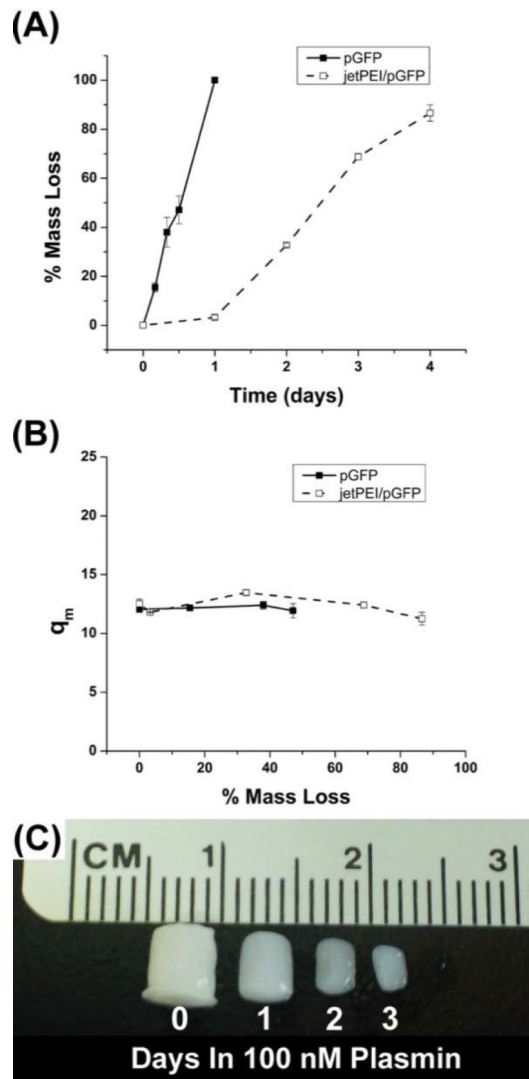 (A)
pGFP
jetPEI/pGFP
100
80
60
40
20
0
% Mass Loss
0 1 2 3 4
Time (days)
(B)
pGFP
jetPEI/pGFP
25
20
15
10
5
0
qm
0 20 40 60 80 100
% Mass Loss
(C)
CM 1 2 3
0 1 2 3
Days In 100 nM Plasmin